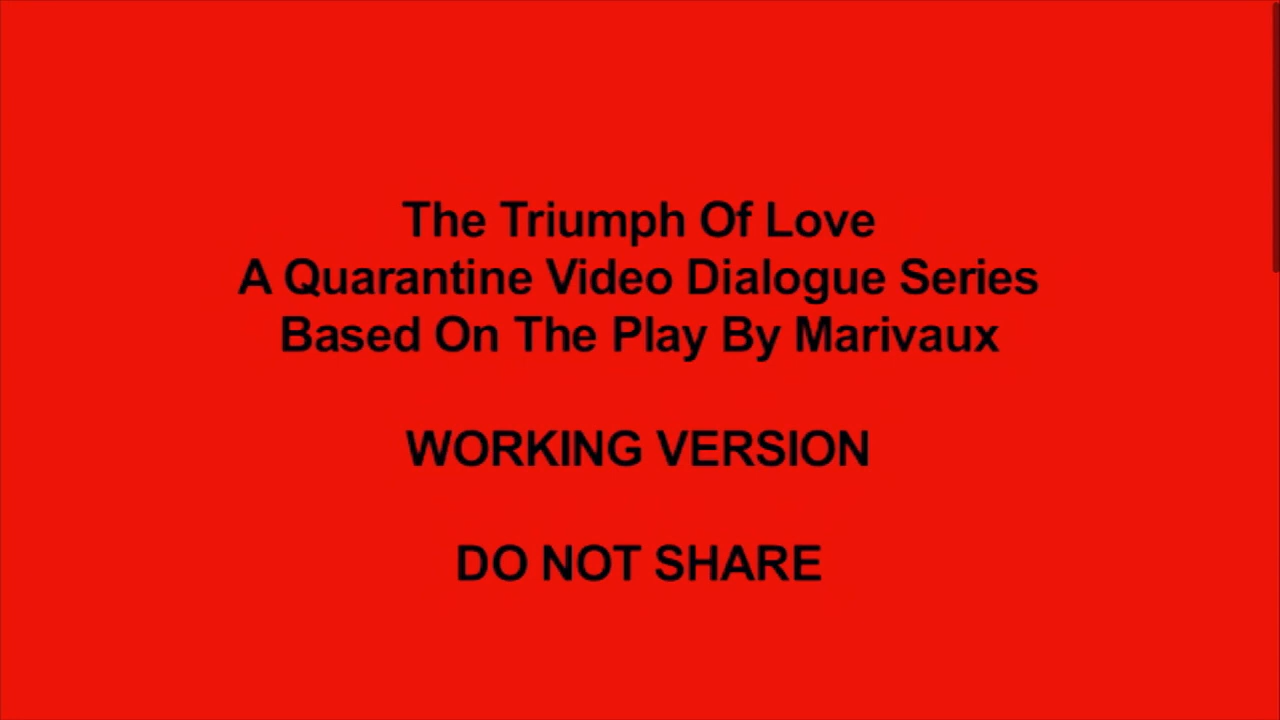 The Triumph Of Love
A Quarantine Video Dialogue Series
Based On The Play By Marivaux
WORKING VERSION
DO NOT SHARE